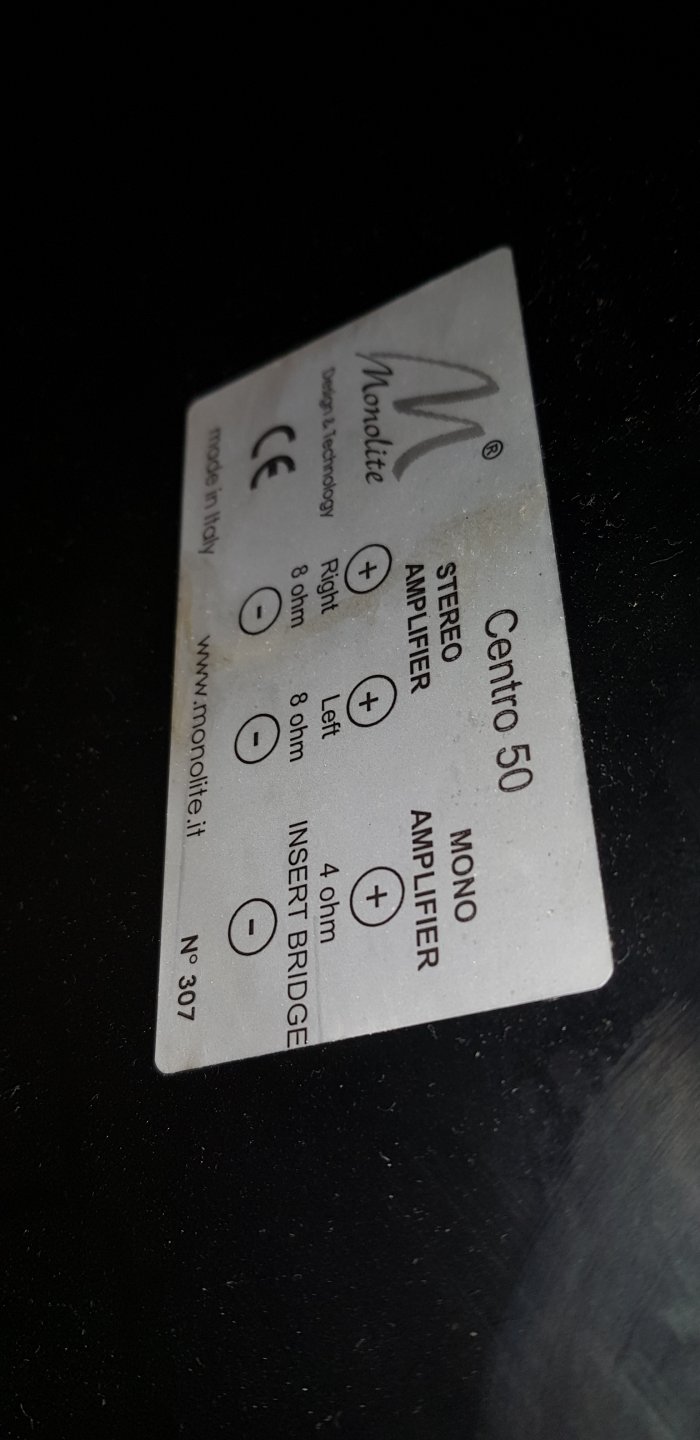 Monolite ®
Design & Technology
CE
made in Italy
Centro 50
STEREO
AMPLIFIER
+ +
Right Left
8 ohm 8 ohm
- -
MONO
AMPLIFIER
+
4 ohm
INSERT BRIDGE
-
www.monolite.it
N° 307